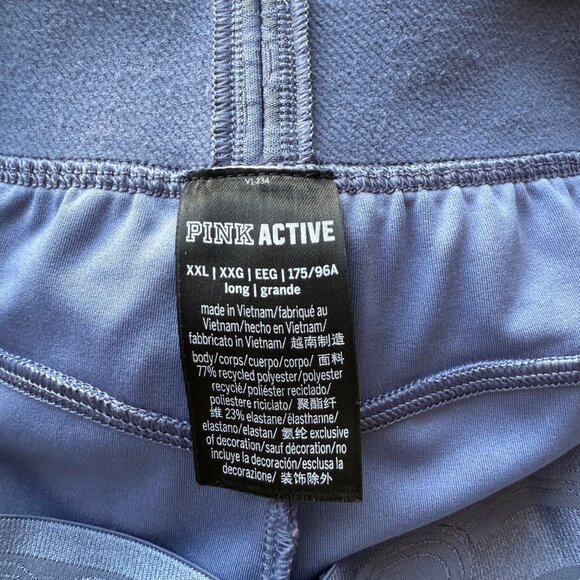 PINK ACTIVE
XXL | XXG | EEG | 175/96A
long | grande
made in Vietnam/fabriqué au
Vietnam/hecho en Vietnam/
fabbricato in Vietnam/ 越南制造
body/corps/cuerpo/corpo/ 面料
77% recycled polyester/polyester
recyclé/poliéster reciclado/
poliestere riciclato/ 聚酯纤
维 23% elastane/élasthanne/
elastano/elastan/ 氨纶 exclusive
of decoration/sauf décoration/no
incluye la decoración/esclusa la
decorazione/ 装饰除外